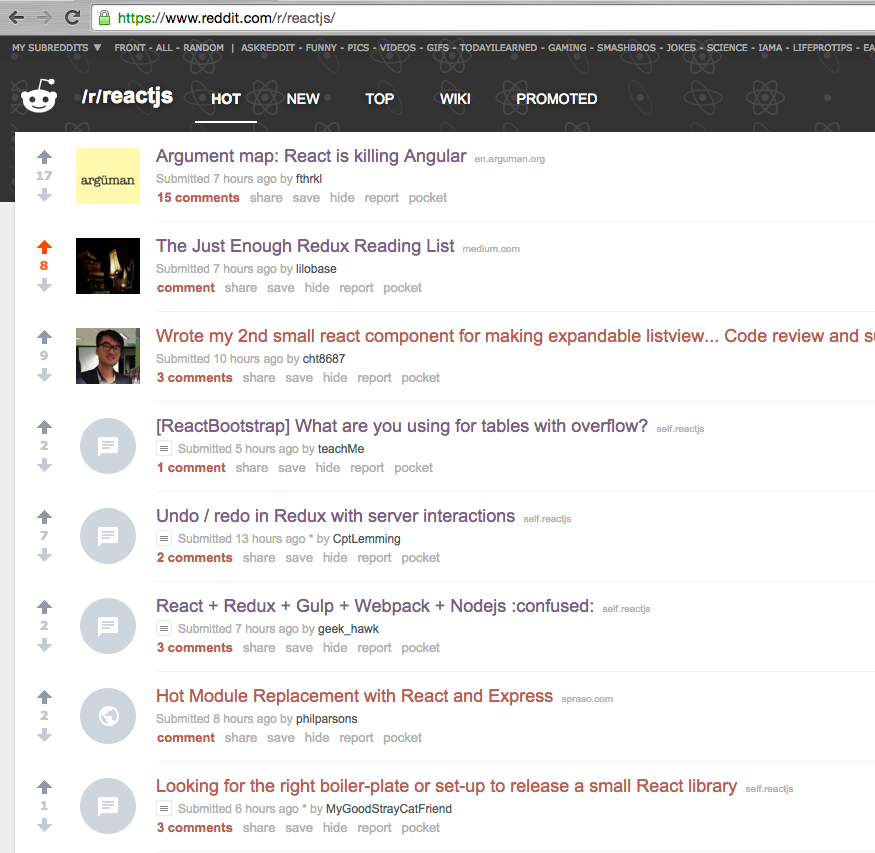 https://www.reddit.com/r/reactjs/
MY SUBREDDITS ▼ FRONT - ALL - RANDOM | ASKREDDIT - FUNNY - PICS - VIDEOS - GIFS - TODAYILEARNED - GAMING - SMASHBROS - JOKES - SCIENCE - IAMA - LIFEPROTIPS - EA
/r/reactjs HOT NEW TOP WIKI PROMOTED
Argument map: React is killing Angular en.arguman.org
17
argüman
Submitted 7 hours ago by fthrkl
15 comments share save hide report pocket
The Just Enough Redux Reading List medium.com
8
Submitted 7 hours ago by lilobase
comment share save hide report pocket
Wrote my 2nd small react component for making expandable listview... Code review and su
9
Submitted 10 hours ago by cht8687
3 comments share save hide report pocket
[ReactBootstrap] What are you using for tables with overflow? self.reactjs
2
Submitted 5 hours ago by teachMe
1 comment share save hide report pocket
Undo / redo in Redux with server interactions self.reactjs
7
Submitted 13 hours ago * by CptLemming
2 comments share save hide report pocket
React + Redux + Gulp + Webpack + Nodejs :confused: self.reactjs
2
Submitted 7 hours ago by geek_hawk
3 comments share save hide report pocket
Hot Module Replacement with React and Express spraso.com
2
Submitted 8 hours ago by philparsons
comment share save hide report pocket
Looking for the right boiler-plate or set-up to release a small React library self.reactjs
1
Submitted 6 hours ago * by MyGoodStrayCatFriend
3 comments share save hide report pocket